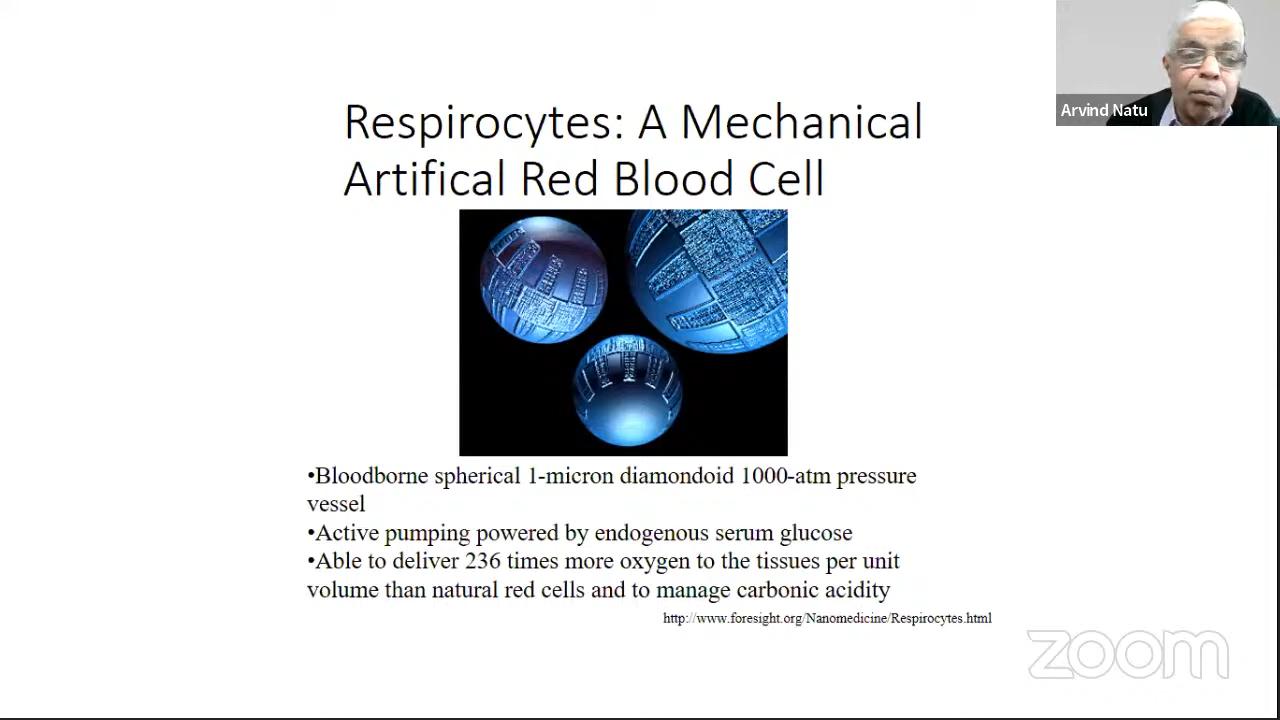 Arvind Natu
Respirocytes: A Mechanical
Artifical Red Blood Cell
•Bloodborne spherical 1-micron diamondoid 1000-atm pressure
vessel
•Active pumping powered by endogenous serum glucose
•Able to deliver 236 times more oxygen to the tissues per unit
volume than natural red cells and to manage carbonic acidity
http://www.foresight.org/Nanomedicine/Respirocytes.html
zoom